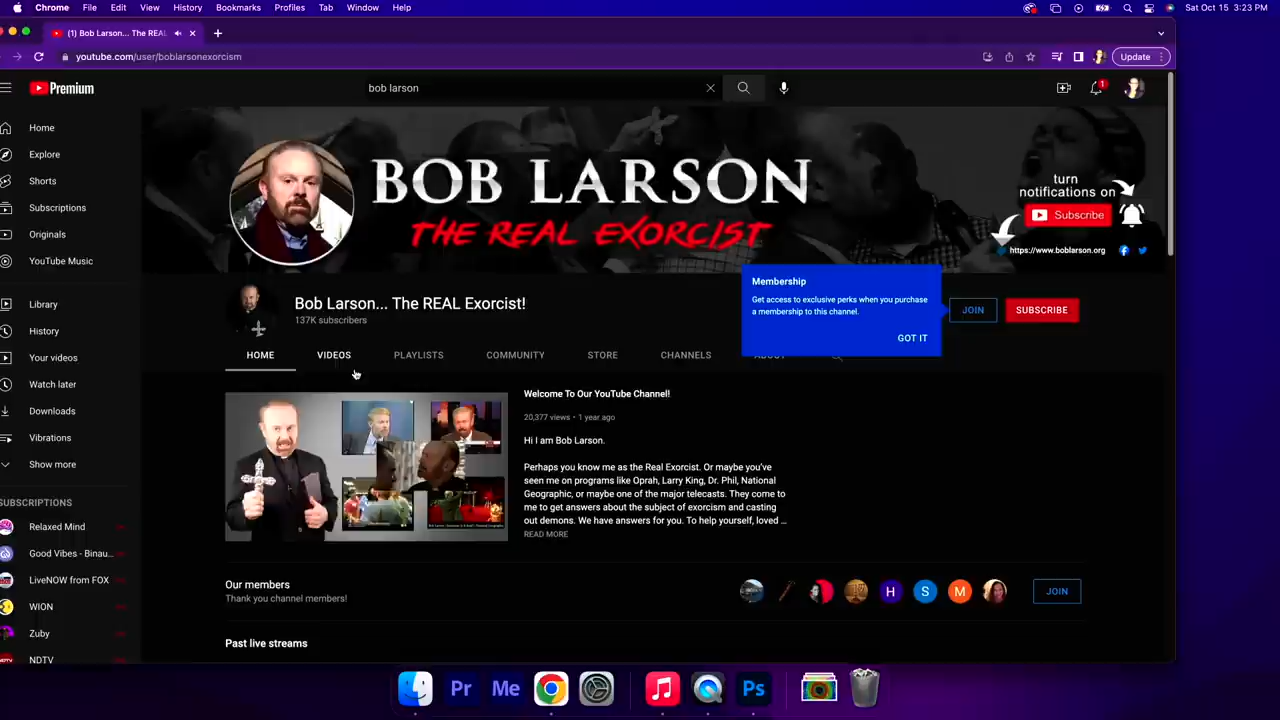 Chrome File Edit View History Bookmarks Profiles Tab Window Help Sat Oct 15 3:23 PM
(1) Bob Larson... The REAL
youtube.com/user/boblarsonexorcism Update
Premium bob larson 1
BOB LARSON
THE REAL EXORCIST
turn
notifications on
Subscribe
https://www.boblarson.org
Home
Explore
Shorts
Subscriptions
Originals
YouTube Music
Library
History
Your videos
Watch later
Downloads
Vibrations
Show more
SUBSCRIPTIONS
Relaxed Mind
Good Vibes - Binau...
LiveNOW from FOX
WION
Zuby
NDTV
Bob Larson... The REAL Exorcist!
137K subscribers
Membership
Get access to exclusive perks when you purchase
a membership to this channel.
GOT IT
JOIN SUBSCRIBE
HOME VIDEOS PLAYLISTS COMMUNITY STORE CHANNELS ABOUT
Welcome To Our YouTube Channel!
20,377 views • 1 year ago
Hi I am Bob Larson.
Perhaps you know me as the Real Exorcist. Or maybe you've
seen me on programs like Oprah, Larry King, Dr. Phil, National
Geographic, or maybe one of the major telecasts. They come to
me to get answers about the subject of exorcism and casting
out demons. We have answers for you. To help yourself, loved ...
READ MORE
Our members
Thank you channel members!
H S M JOIN
Past live streams
Pr Me Ps